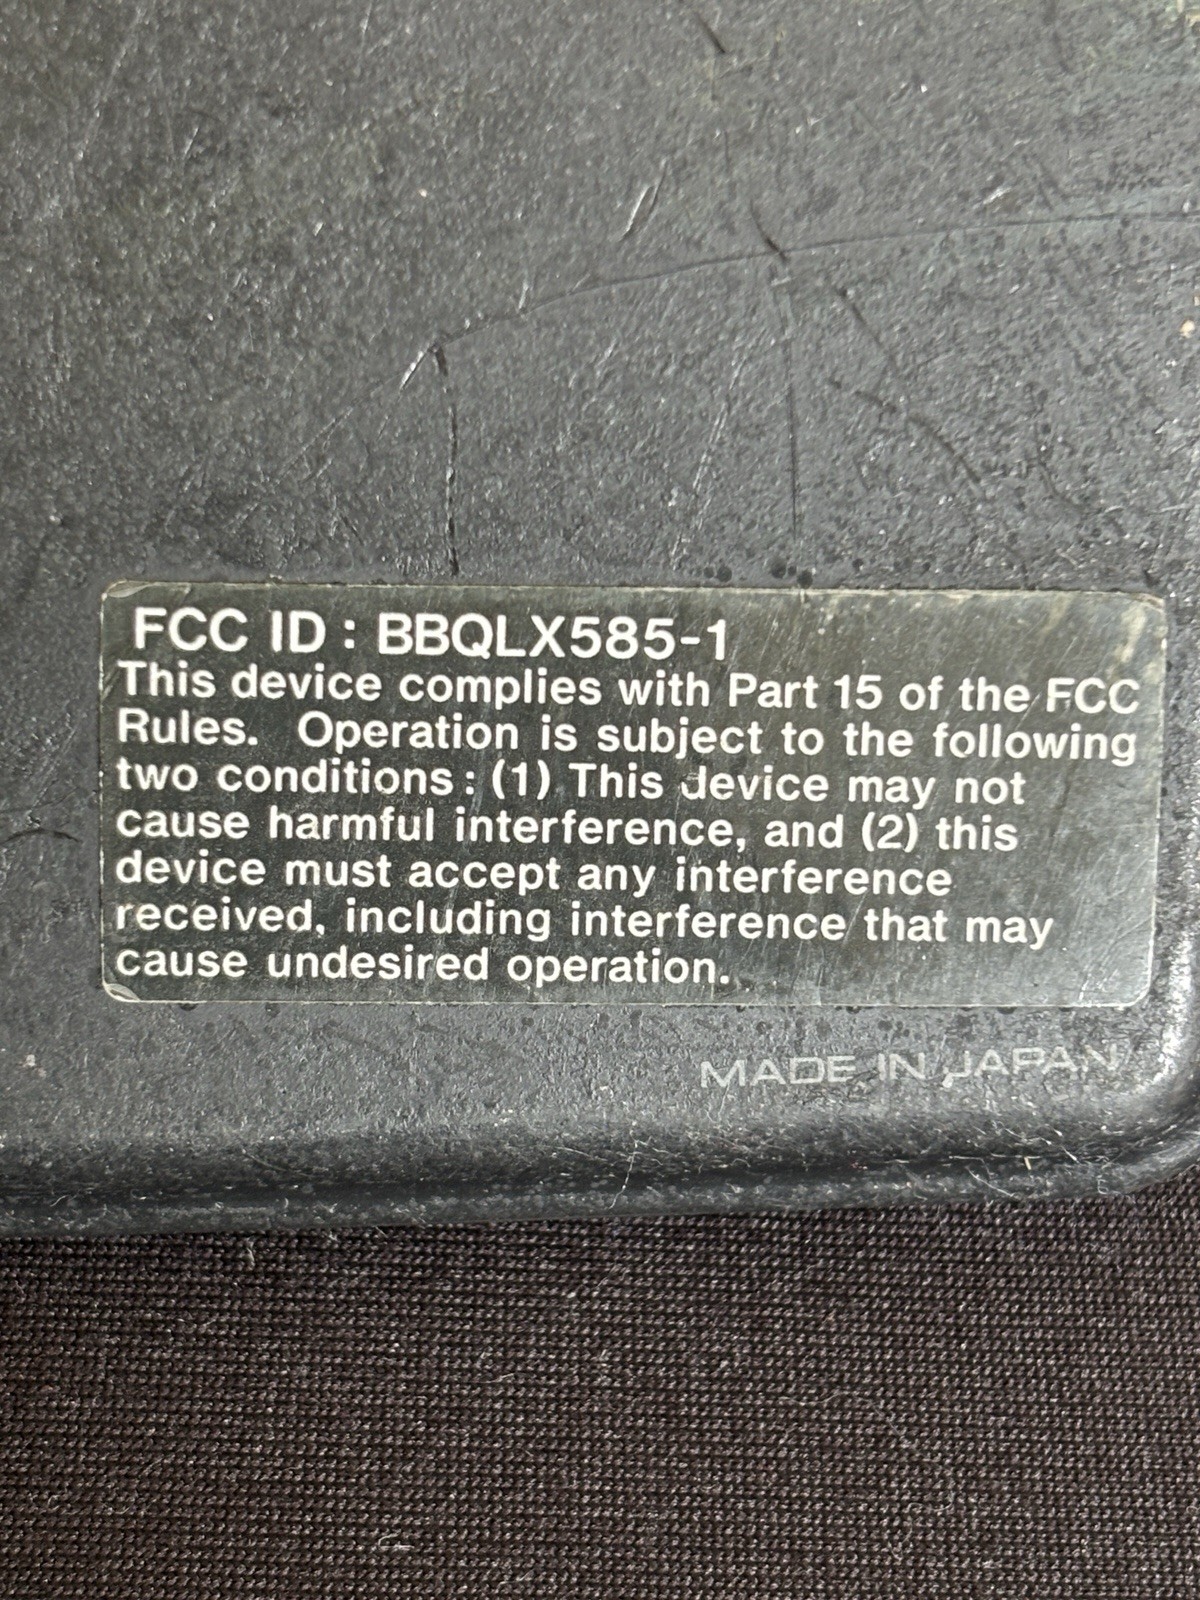 FCC ID : BBQLX585-1
This device complies with Part 15 of the FCC
Rules. Operation is subject to the following
two conditions : (1) This device may not
cause harmful interference, and (2) this
device must accept any interference
received, including interference that may
cause undesired operation.
MADE IN JAPAN